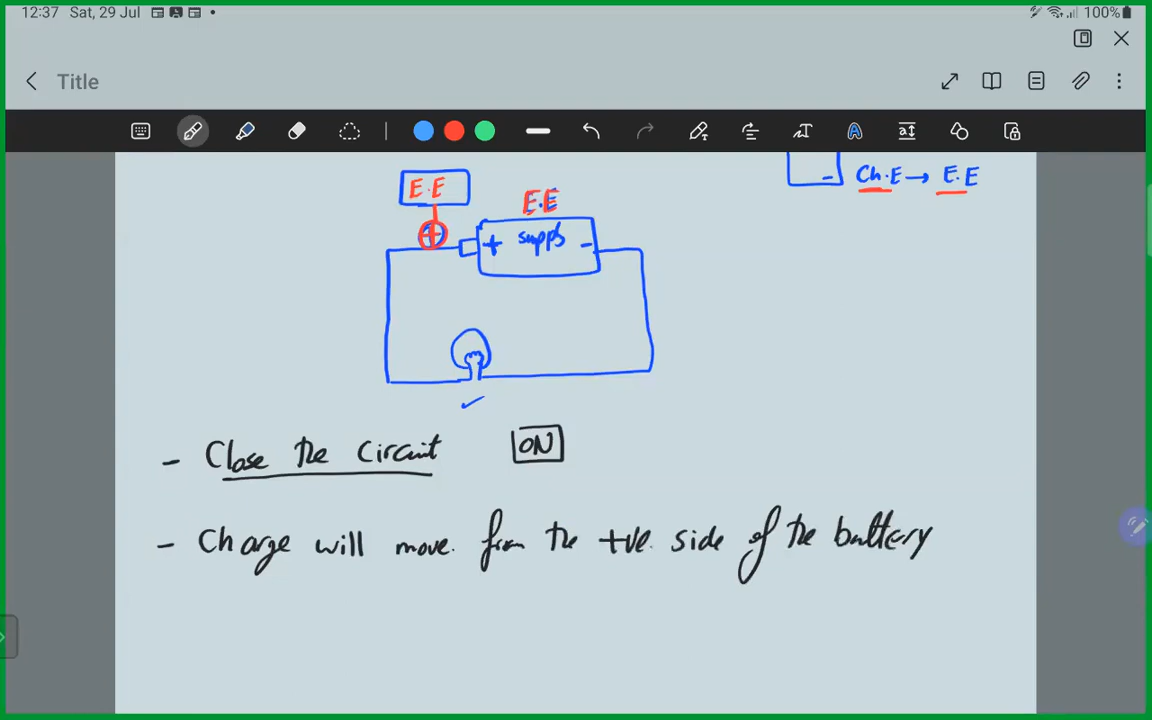 12:37 Sat, 29 Jul
100%
Title
E.E
E.E
Ch.E → E.E
-
+
+ supply -
- Close the Circuit ON
- Charge will move. from the +ve. side of the battery